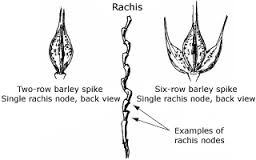 Rachis
Two-row barley spike
Single rachis node, back view
Six-row barley spike
Single rachis node, back view
Examples of
rachis nodes